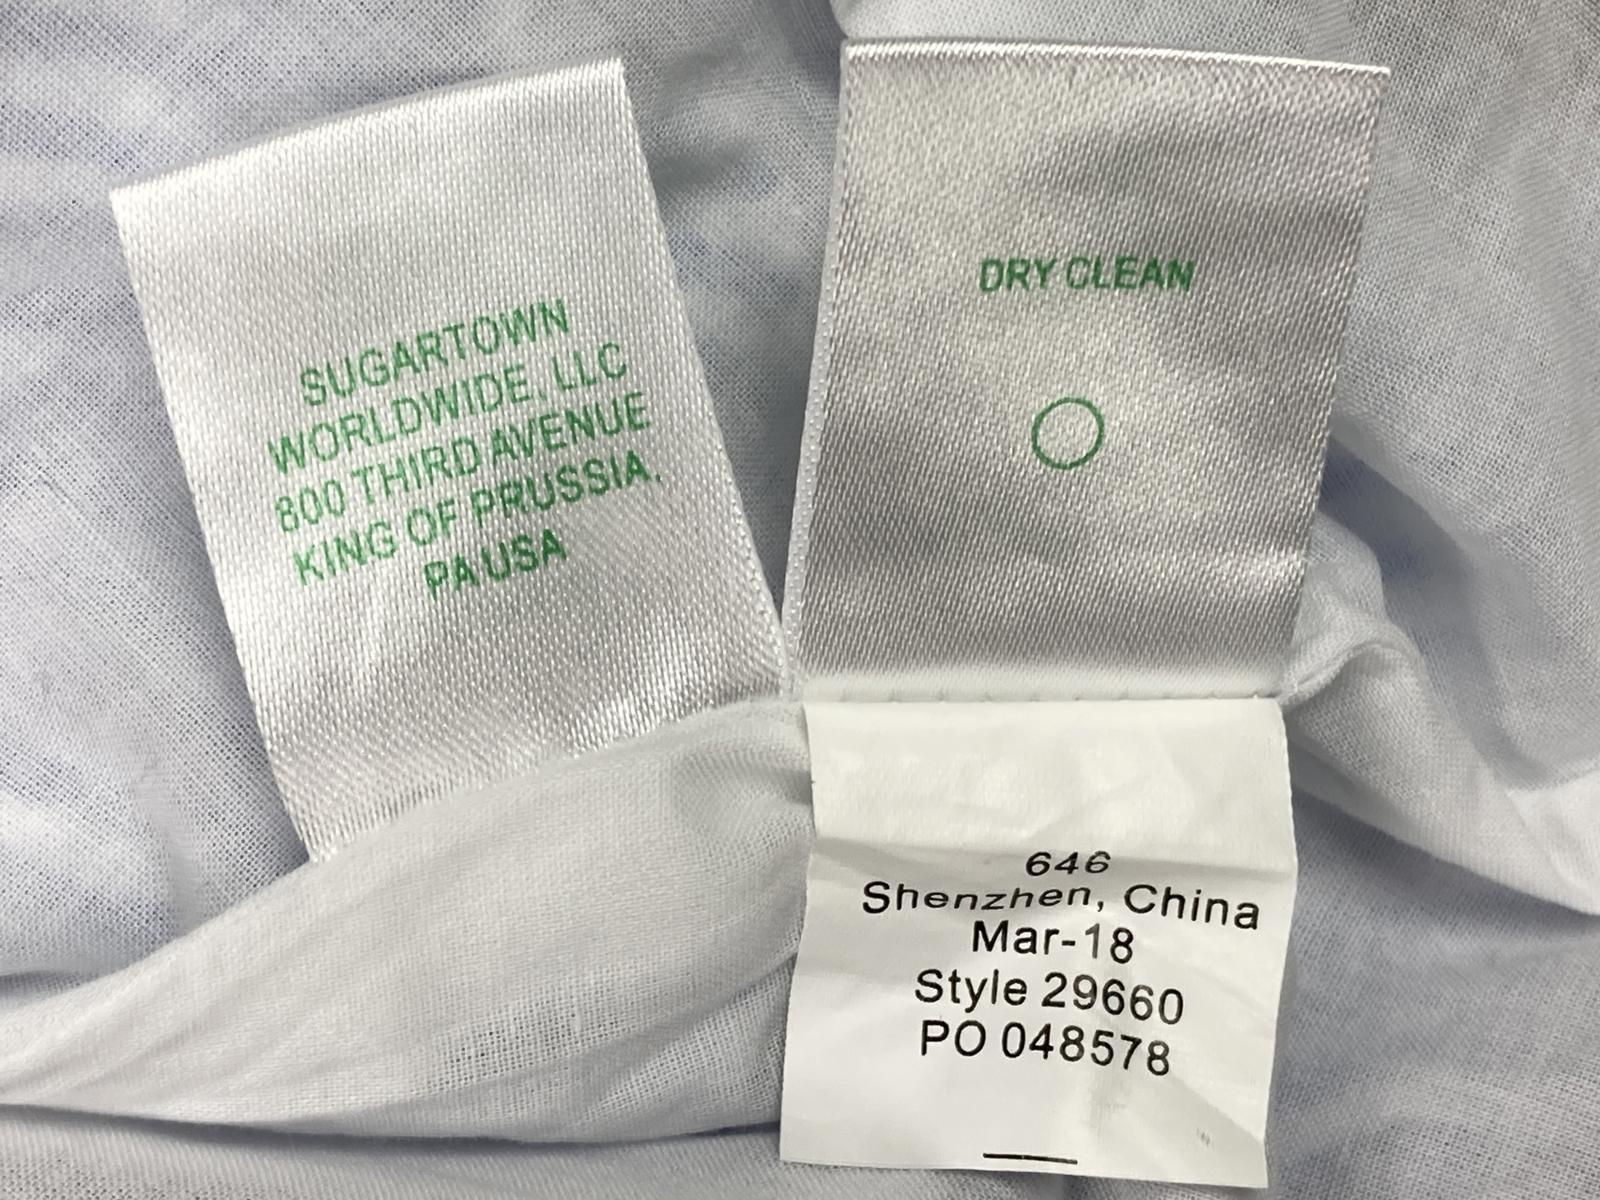 SUGARTOWN
WORLDWIDE, LLC
800 THIRD AVENUE
KING OF PRUSSIA,
PA USA
DRY CLEAN
646
Shenzhen, China
Mar-18
Style 29660
PO 048578